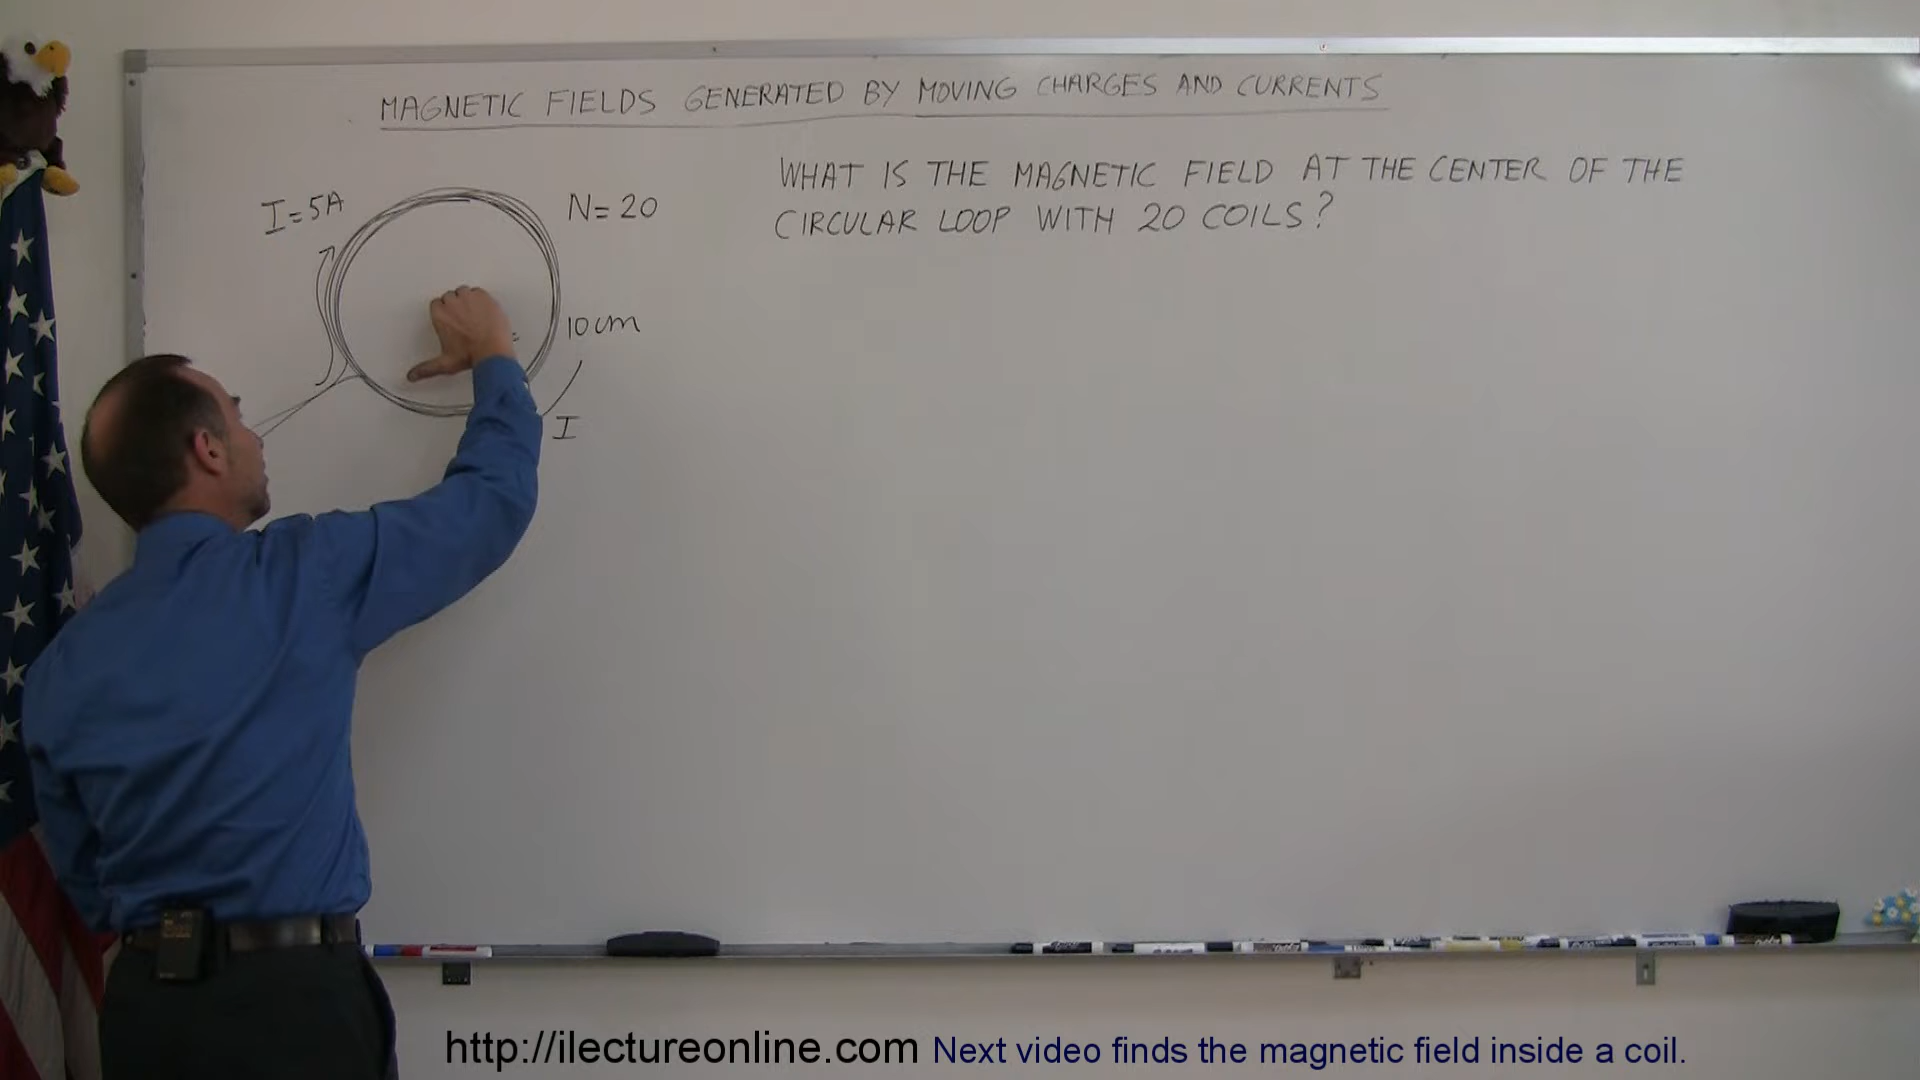 MAGNETIC FIELDS GENERATED BY MOVING CHARGES AND CURRENTS
WHAT IS THE MAGNETIC FIELD AT THE CENTER OF THE
CIRCULAR LOOP WITH 20 COILS?
I=5A
N=20
10cm
I
http://ilectureonline.com Next video finds the magnetic field inside a coil.